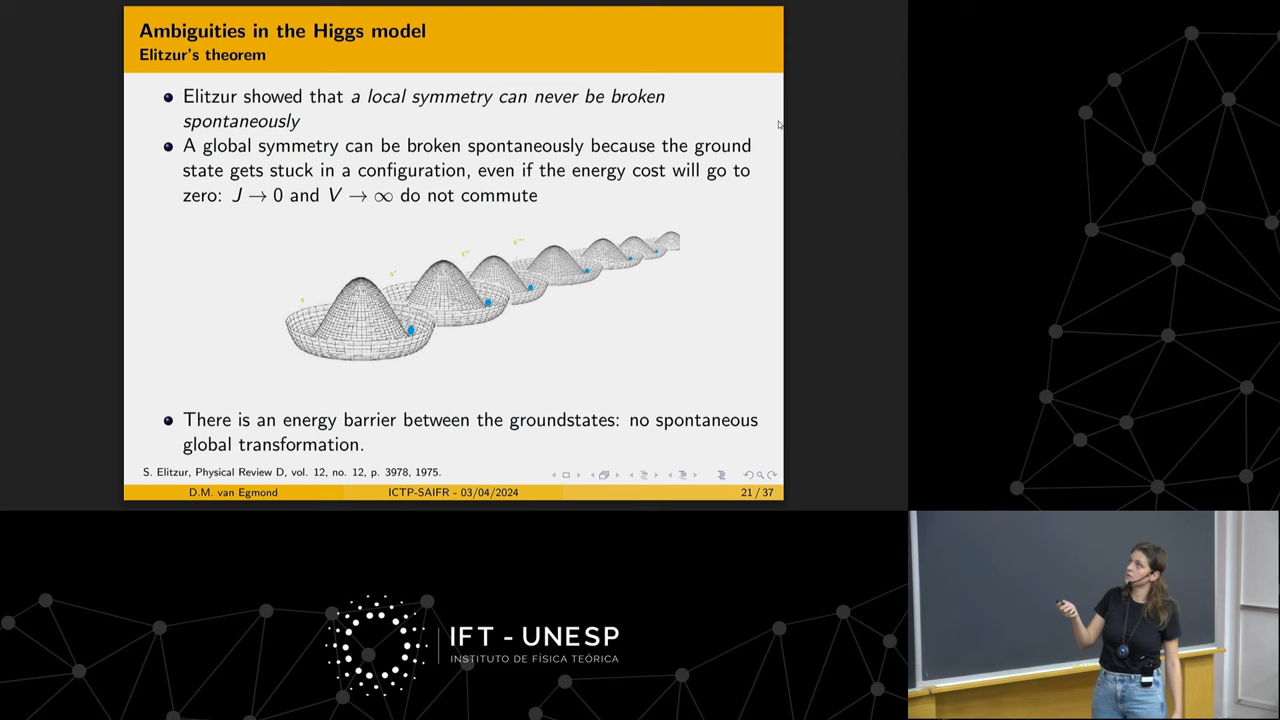 Ambiguities in the Higgs model
Elitzur's theorem
Elitzur showed that a local symmetry can never be broken
spontaneously
A global symmetry can be broken spontaneously because the ground
state gets stuck in a configuration, even if the energy cost will go to
zero: J → 0 and V → ∞ do not commute
There is an energy barrier between the groundstates: no spontaneous
global transformation.
S. Elitzur, Physical Review D, vol. 12, no. 12, p. 3978, 1975.
D.M. van Egmond
ICTP-SAIFR - 03/04/2024
21 / 37
IFT - UNESP
INSTITUTO DE FÍSICA TEÓRICA